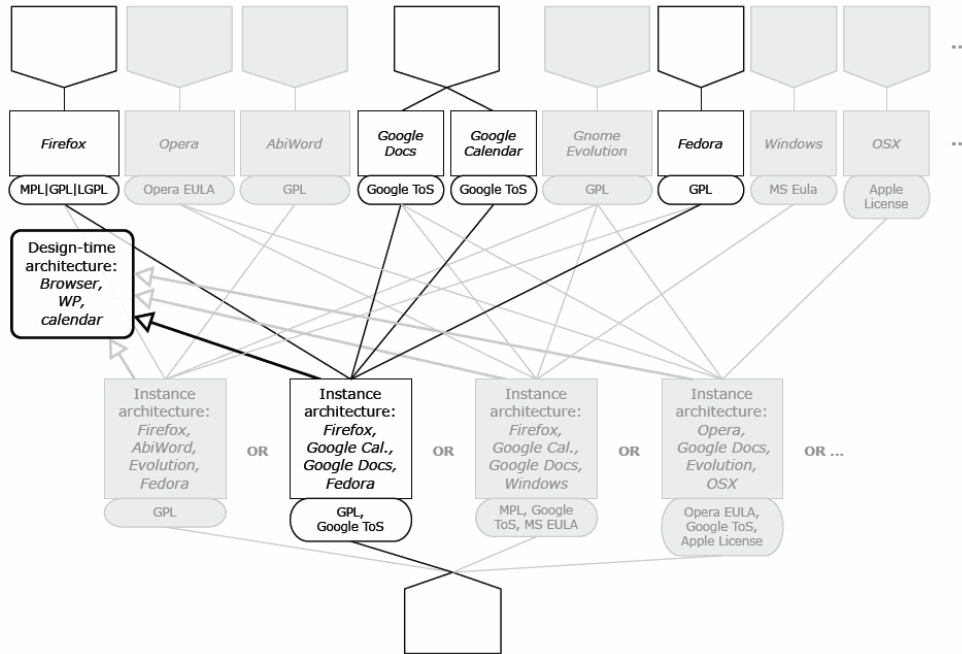 ...
Firefox
Opera
AbiWord
Google
Docs
Google
Calendar
Gnome
Evolution
Fedora
Windows
OSX
...
MPL|GPL|LGPL
Opera EULA
GPL
Google ToS
Google ToS
GPL
GPL
MS Eula
Apple
License
Design-time
architecture:
Browser,
WP,
calendar
Instance
architecture:
Firefox,
AbiWord,
Evolution,
Fedora
GPL
OR
Instance
architecture:
Firefox,
Google Cal.,
Google Docs,
Fedora
GPL,
Google ToS
OR
Instance
architecture:
Firefox,
Google Cal.,
Google Docs,
Windows
MPL, Google
ToS, MS EULA
OR
Instance
architecture:
Opera,
Google Docs,
Evolution,
OSX
Opera EULA,
Google ToS,
Apple License
OR ...